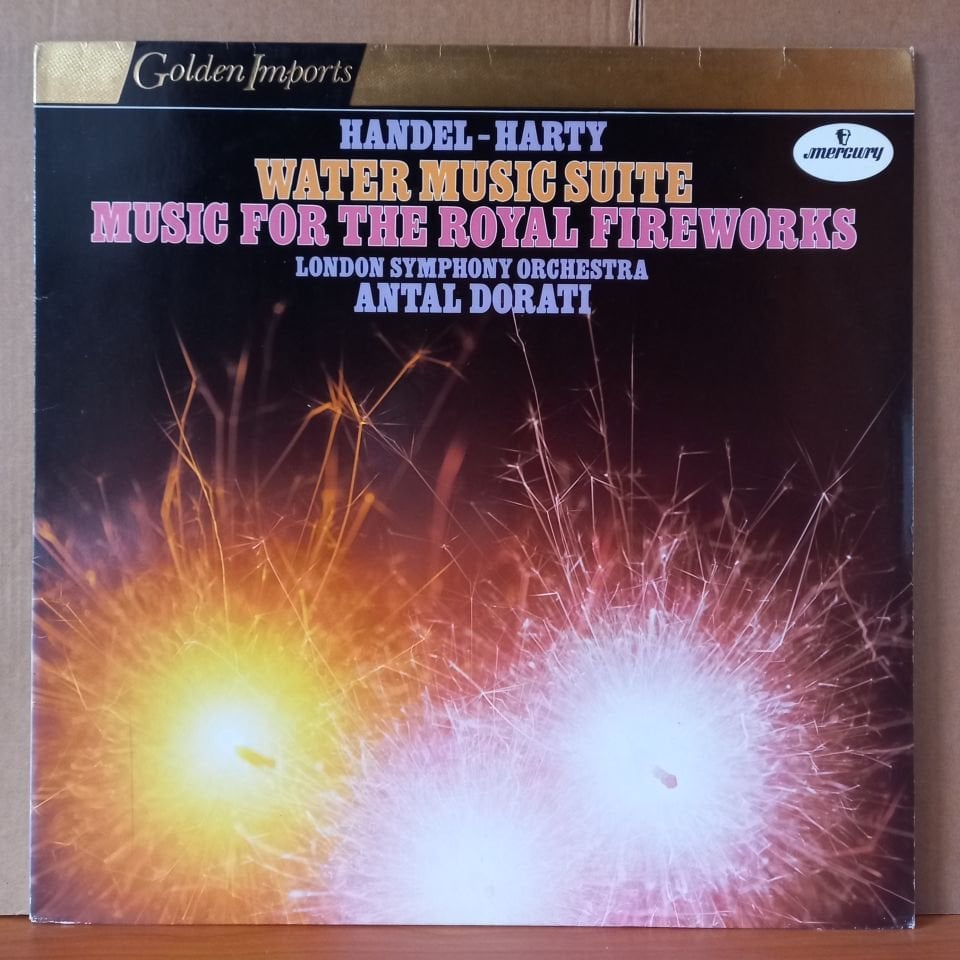 Golden Imports
HANDEL-HARTY
mercury
WATER MUSIC SUITE
MUSIC FOR THE ROYAL FIREWORKS
LONDON SYMPHONY ORCHESTRA
ANTAL DORATI